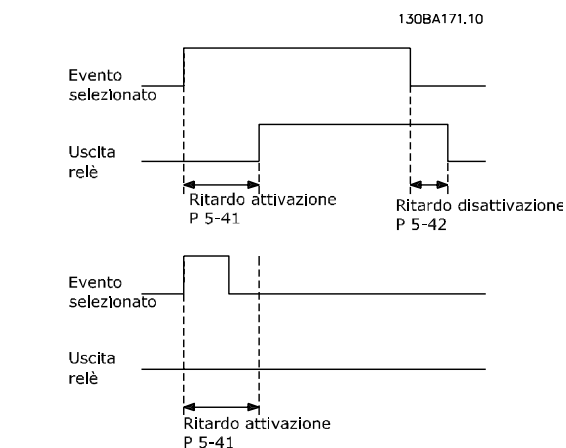 130BA171.10
Evento
selezionato
Uscita
relè
Ritardo attivazione
P 5-41
Ritardo disattivazione
P 5-42
Evento
selezionato
Uscita
relè
Ritardo attivazione
P 5-41